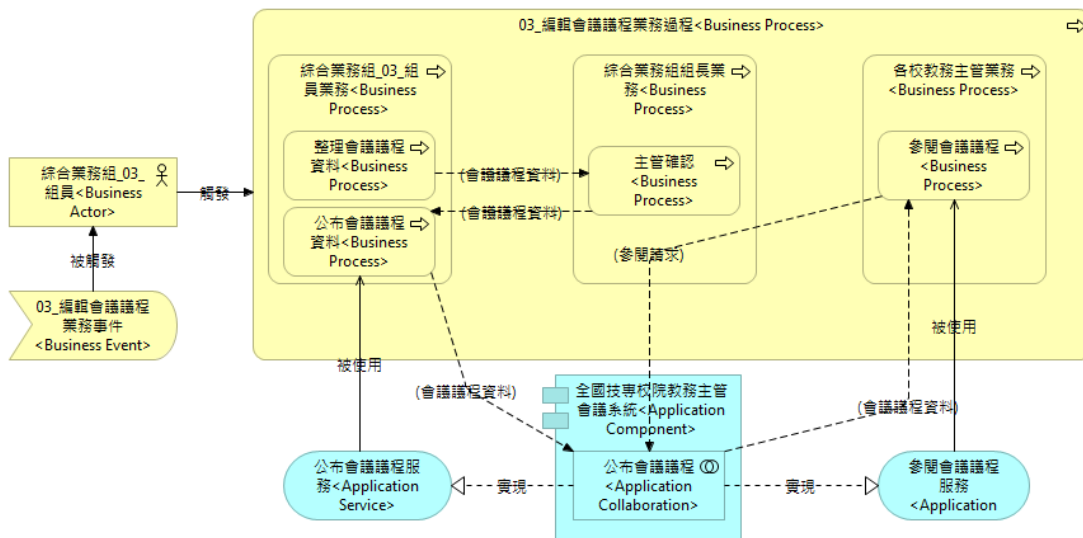 03_編輯會議議程業務過程<Business Process>
綜合業務組_03_組
員業務<Business
Process>
綜合業務組組長業
務<Business
Process>
各校教務主管業務
<Business Process>
整理會議議程
資料<Business
Process>
主管確認
<Business
Process>
參閱會議議程
<Business
Process>
(會議議程資料)
(會議議程資料)
公布會議議程
資料<Business
Process>
綜合業務組_03_
組員<Business
Actor>
觸發
被觸發
03_編輯會議議程
業務事件
<Business Event>
(參閱請求)
被使用
被使用
(會議議程資料)
(會議議程資料)
全國技專校院教務主管
會議系統<Application
Component>
公布會議議程服
務<Application
Service>
實現
公布會議議程
<Application
Collaboration>
實現
參閱會議議程
服務
<Application